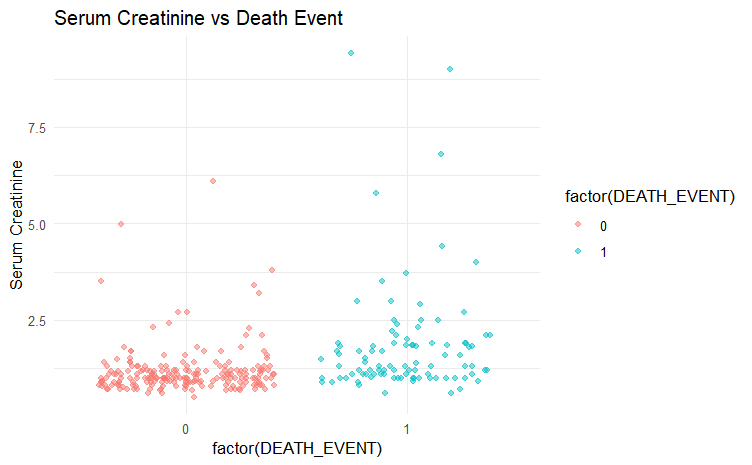 Serum Creatinine vs Death Event
Serum Creatinine
7.5
5.0
2.5
0
1
factor(DEATH_EVENT)
factor(DEATH_EVENT)
0
1